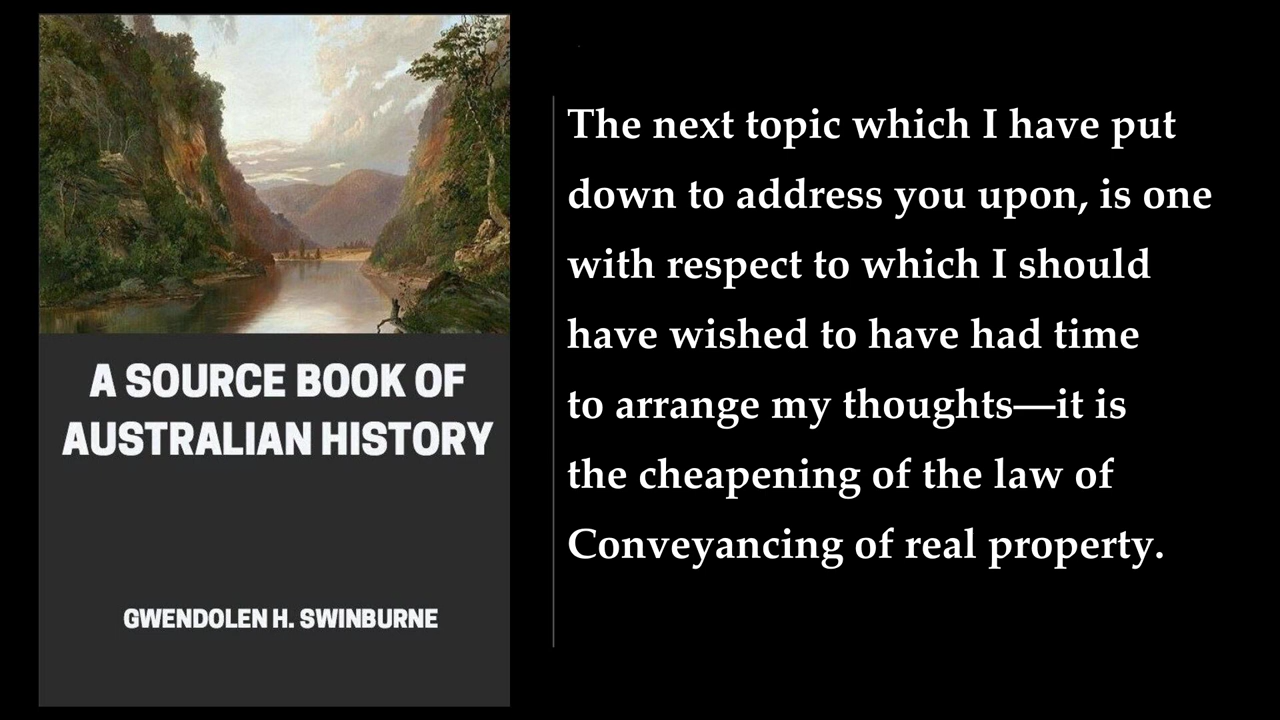 A SOURCE BOOK OF
AUSTRALIAN HISTORY
GWENDOLEN H. SWINBURNE
The next topic which I have put
down to address you upon, is one
with respect to which I should
have wished to have had time
to arrange my thoughts—it is
the cheapening of the law of
Conveyancing of real property.